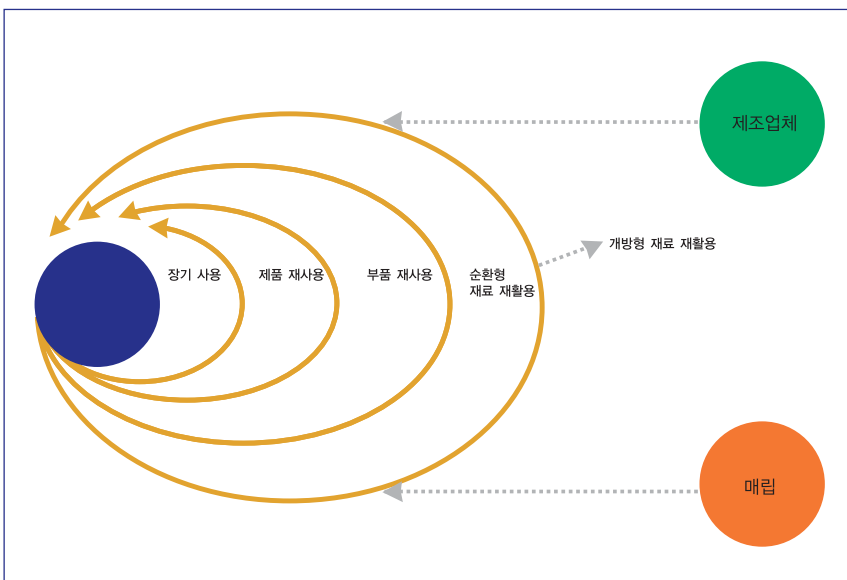 제조업체
개방형 재료 재활용
장기 사용
제품 재사용
부품 재사용
순환형
재료 재활용
매립